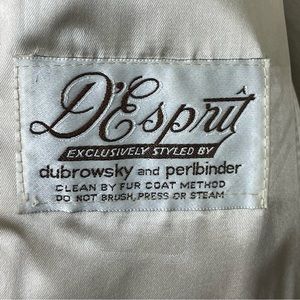 D'Esprit
EXCLUSIVELY STYLED BY
dubrowsky and perlbinder
CLEAN BY FUR COAT METHOD
DO NOT BRUSH, PRESS OR STEAM